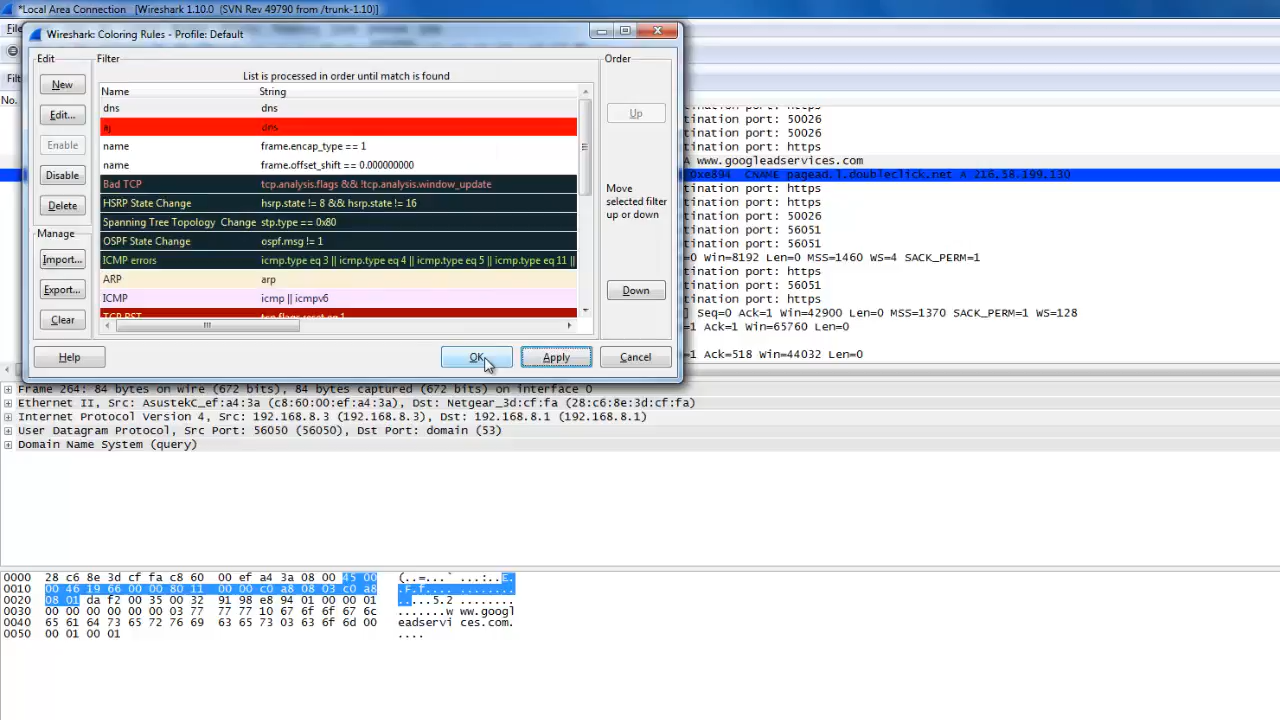 *Local Area Connection [Wireshark 1.10.0 (SVN Rev 49790 from /trunk-1.10)]
File
Wireshark: Coloring Rules - Profile: Default
Edit
Filter
Order
List is processed in order until match is found
New
Edit...
Enable
Disable
Delete
Manage
Import...
Export...
Clear
Name String
dns dns
aj dns
name frame.encap_type == 1
name frame.offset_shift == 0.000000000
Bad TCP tcp.analysis.flags && !tcp.analysis.window_update
HSRP State Change hsrp.state != 8 && hsrp.state != 16
Spanning Tree Topology Change stp.type == 0x80
OSPF State Change ospf.msg != 1
ICMP errors icmp.type eq 3 || icmp.type eq 4 || icmp.type eq 5 || icmp.type eq 11 ||
ARP arp
ICMP icmp || icmpv6
TCP RST tcp.flags.reset eq 1
Up
Move
selected filter
up or down
Down
Help
OK
Apply
Cancel
No.
tination port: https
tination port: 50026
tination port: https
tination port: 50026
tination port: https
A www.googleadservices.com
0xe894 CNAME pagead.l.doubleclick.net A 216.58.199.130
tination port: https
tination port: 50026
tination port: https
tination port: 56051
=0 Win=8192 Len=0 MSS=1460 WS=4 SACK_PERM=1
tination port: https
tination port: 56051
tination port: https
] Seq=0 Ack=1 Win=42900 Len=0 MSS=1370 SACK_PERM=1 WS=128
=1 Ack=1 Win=65760 Len=0
=1 Ack=518 Win=44032 Len=0
Frame 264: 84 bytes on wire (672 bits), 84 bytes captured (672 bits) on interface 0
Ethernet II, Src: AsustekC_ef:a4:3a (c8:60:00:ef:a4:3a), Dst: Netgear_3d:cf:fa (28:c6:8e:3d:cf:fa)
Internet Protocol Version 4, Src: 192.168.8.3 (192.168.8.3), Dst: 192.168.8.1 (192.168.8.1)
User Datagram Protocol, Src Port: 56050 (56050), Dst Port: domain (53)
Domain Name System (query)
0000 28 c6 8e 3d cf fa c8 60 00 ef a4 3a 08 00 45 00 (..=...` ...:..E.
0010 00 46 19 66 00 00 80 11 00 00 c0 a8 08 03 c0 a8 .F.f.... ........
0020 08 01 da f2 00 35 00 32 91 98 e8 94 01 00 00 01 .....5.2 ........
0030 00 00 00 00 00 03 77 77 77 10 67 6f 6f 67 6c .......w ww.googl
0040 65 61 64 73 65 72 76 69 63 65 73 03 63 6f 6d 00 eadservi ces.com.
0050 00 01 00 01 ....